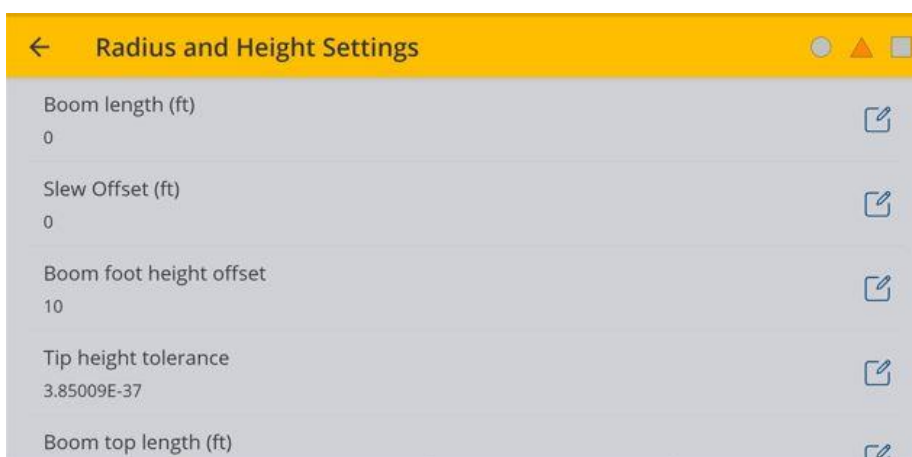 Radius and Height Settings
Boom length (ft)
0
Slew Offset (ft)
0
Boom foot height offset
10
Tip height tolerance
3.85009E-37
Boom top length (ft)